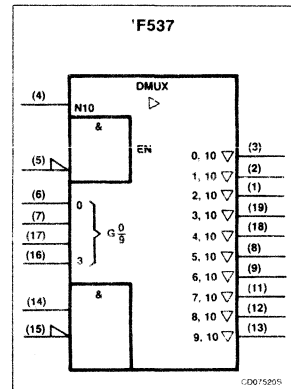 'F537
DMUX
(4)
N10
&
EN
(5)
(6)
0
(7)
G 0/9
(17)
(16)
3
(14)
&
(15)
0, 10 ▽ (3)
1, 10 ▽ (2)
2, 10 ▽ (1)
3, 10 ▽ (19)
4, 10 ▽ (18)
5, 10 ▽ (8)
6, 10 ▽ (9)
7, 10 ▽ (11)
8, 10 ▽ (12)
9, 10 ▽ (13)
CD07520S